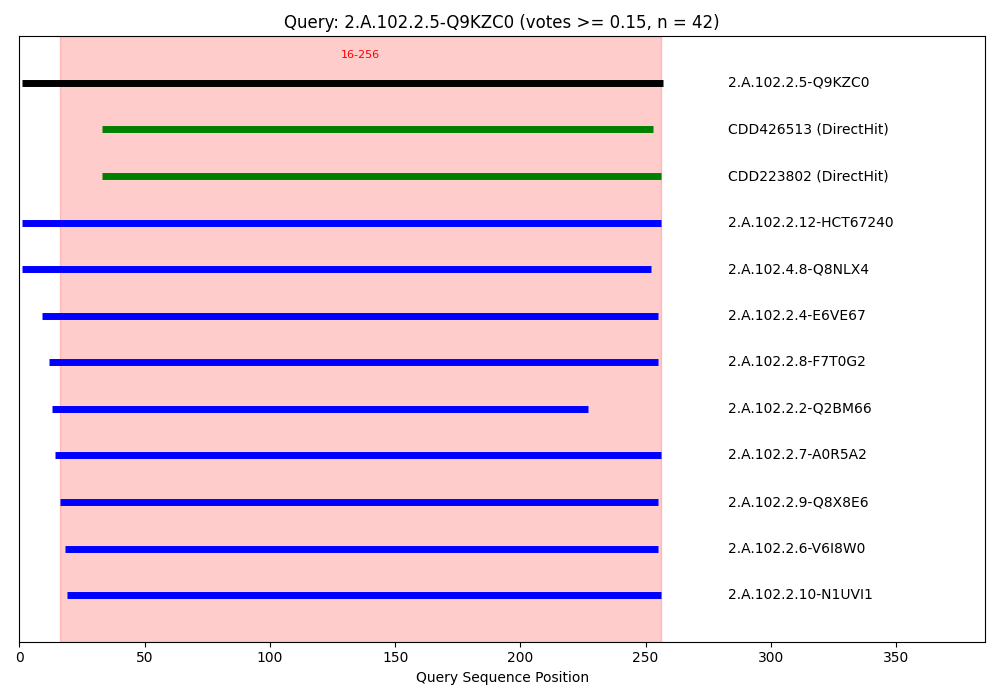 Query: 2.A.102.2.5-Q9KZC0 (votes >= 0.15, n = 42)
16-256
2.A.102.2.5-Q9KZC0
CDD426513 (DirectHit)
CDD223802 (DirectHit)
2.A.102.2.12-HCT67240
2.A.102.4.8-Q8NLX4
2.A.102.2.4-E6VE67
2.A.102.2.8-F7T0G2
2.A.102.2.2-Q2BM66
2.A.102.2.7-A0R5A2
2.A.102.2.9-Q8X8E6
2.A.102.2.6-V6I8W0
2.A.102.2.10-N1UVI1
0 50 100 150 200 250 300 350
Query Sequence Position